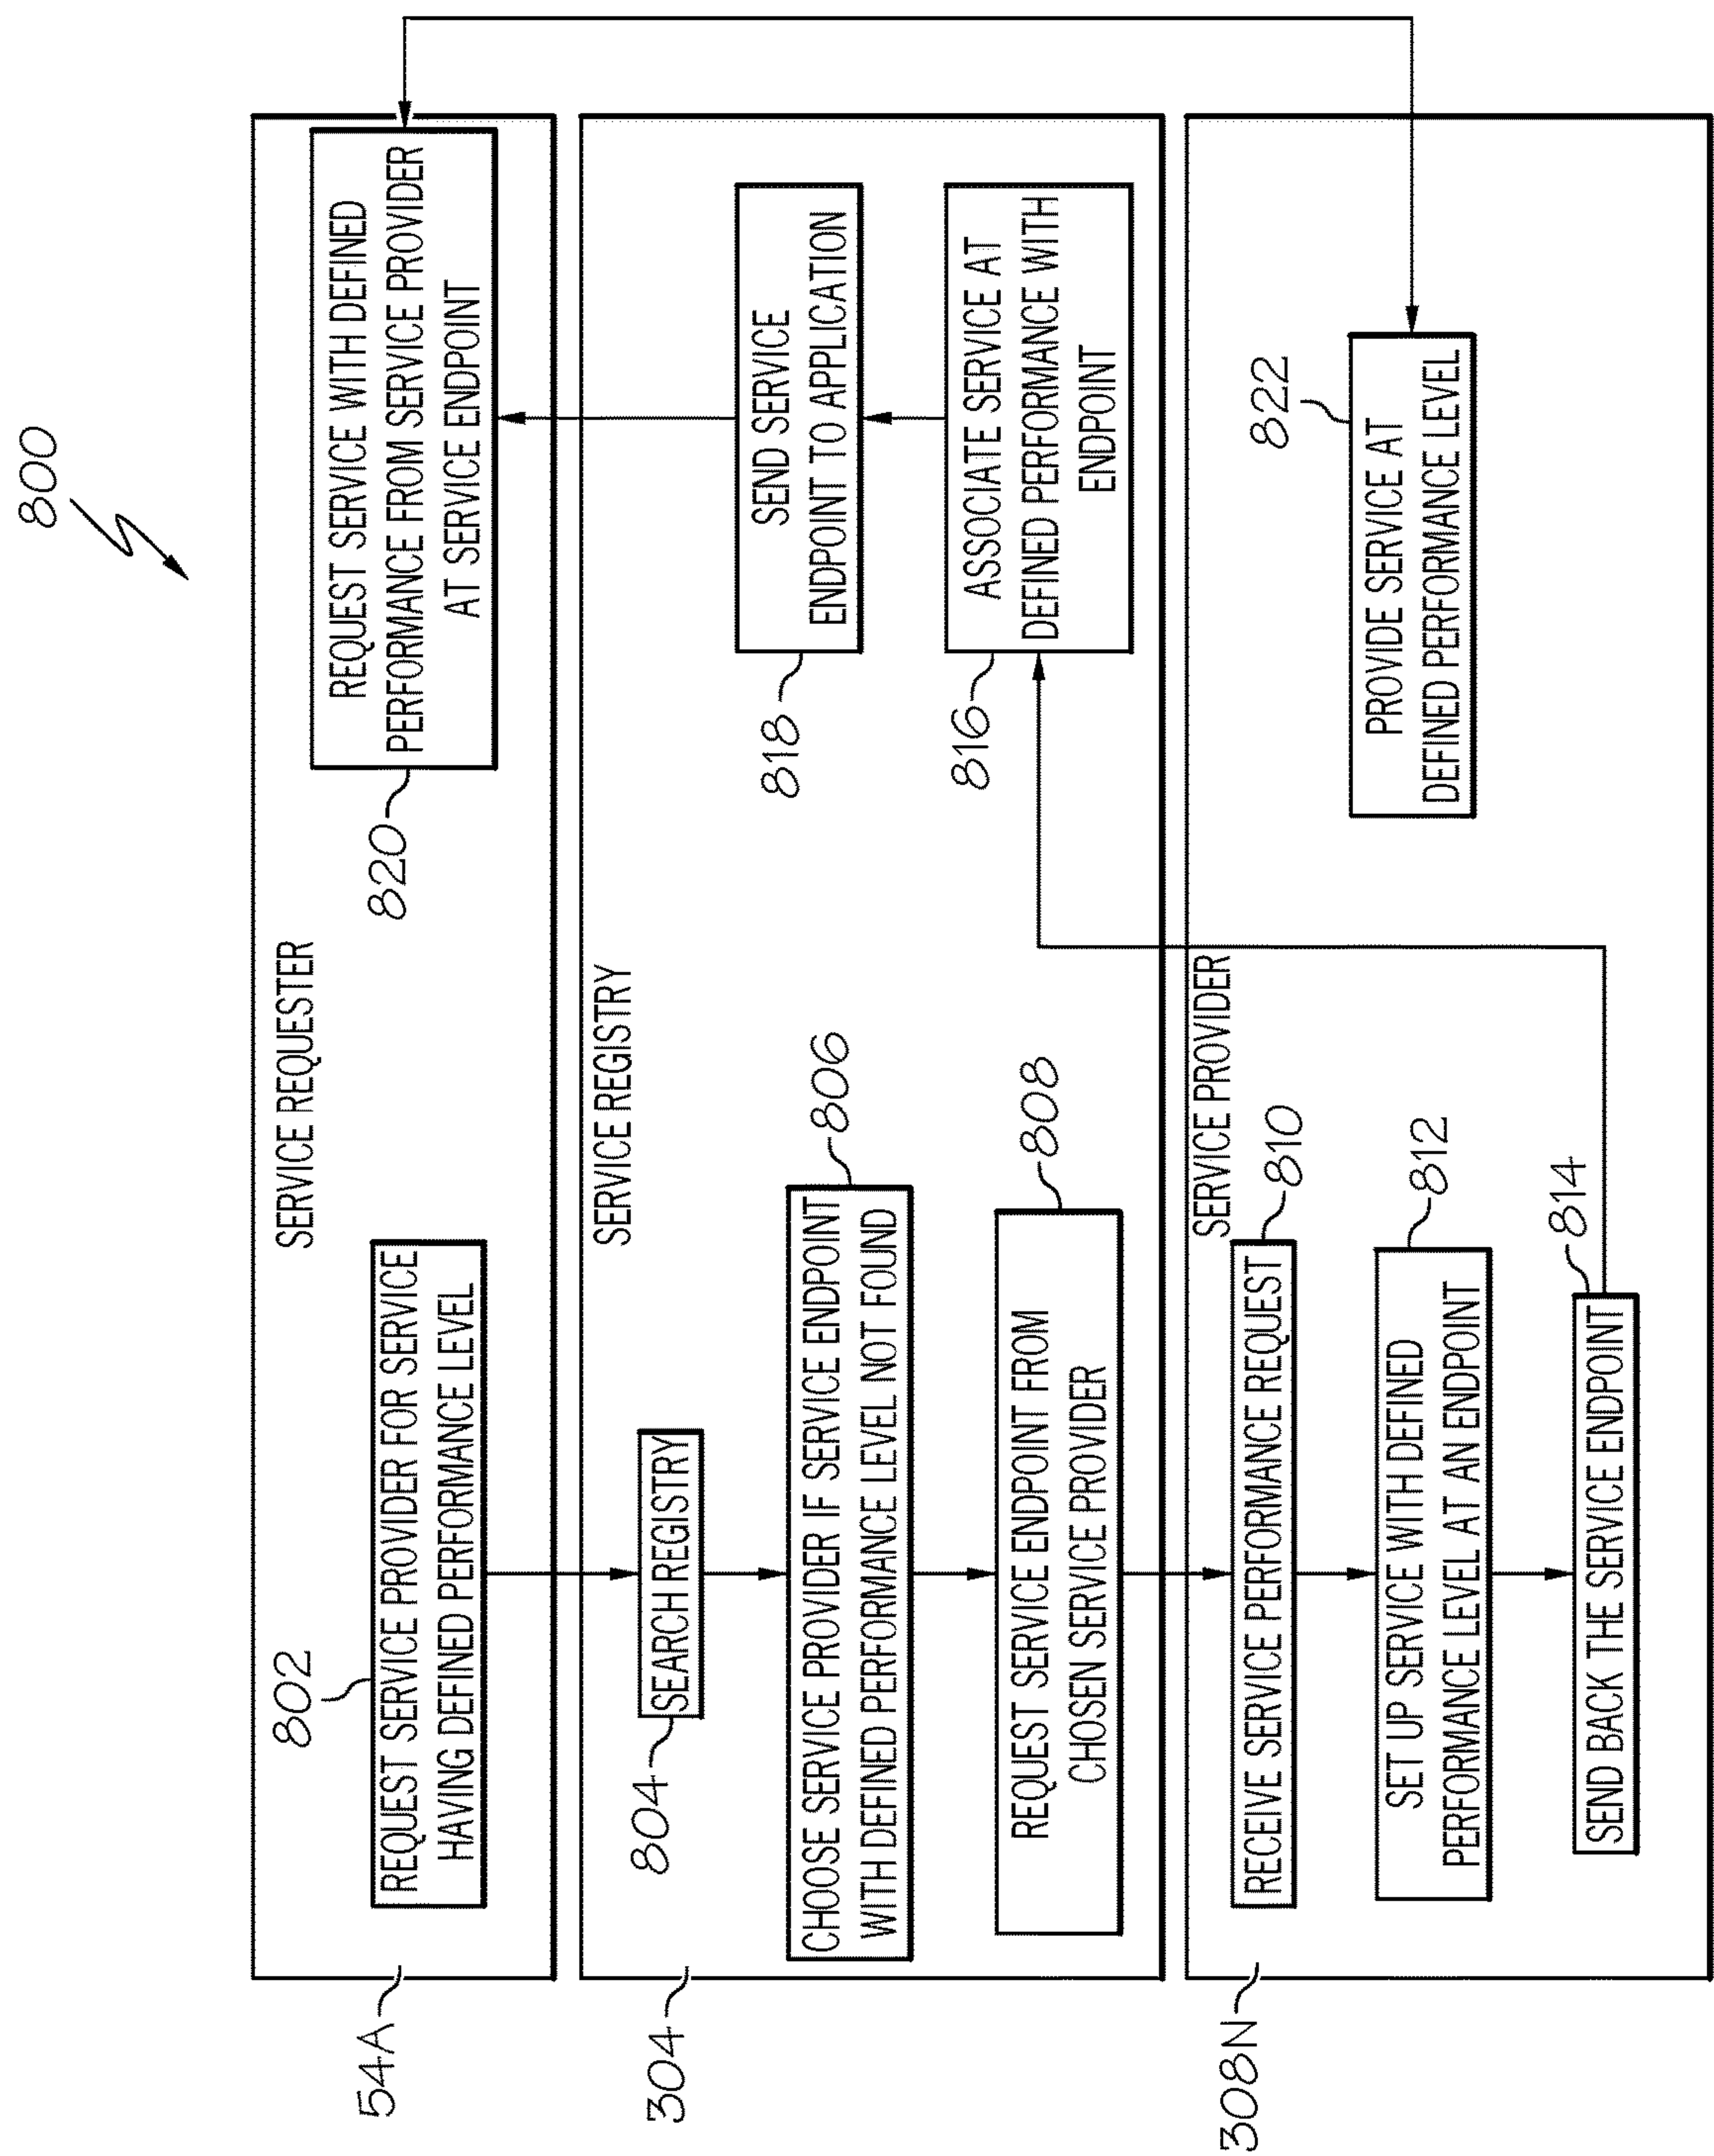 800
SERVICE REQUESTER
54A
802
REQUEST SERVICE PROVIDER FOR SERVICE
HAVING DEFINED PERFORMANCE LEVEL
820
REQUEST SERVICE WITH DEFINED
PERFORMANCE FROM SERVICE PROVIDER
AT SERVICE ENDPOINT
SERVICE REGISTRY
304
804
SEARCH REGISTRY
806
CHOOSE SERVICE PROVIDER IF SERVICE ENDPOINT
WITH DEFINED PERFORMANCE LEVEL NOT FOUND
808
REQUEST SERVICE ENDPOINT FROM
CHOSEN SERVICE PROVIDER
818
SEND SERVICE
ENDPOINT TO APPLICATION
816
ASSOCIATE SERVICE AT
DEFINED PERFORMANCE WITH
ENDPOINT
SERVICE PROVIDER
308N
810
RECEIVE SERVICE PERFORMANCE REQUEST
812
SET UP SERVICE WITH DEFINED
PERFORMANCE LEVEL AT AN ENDPOINT
814
SEND BACK THE SERVICE ENDPOINT
822
PROVIDE SERVICE AT
DEFINED PERFORMANCE LEVEL